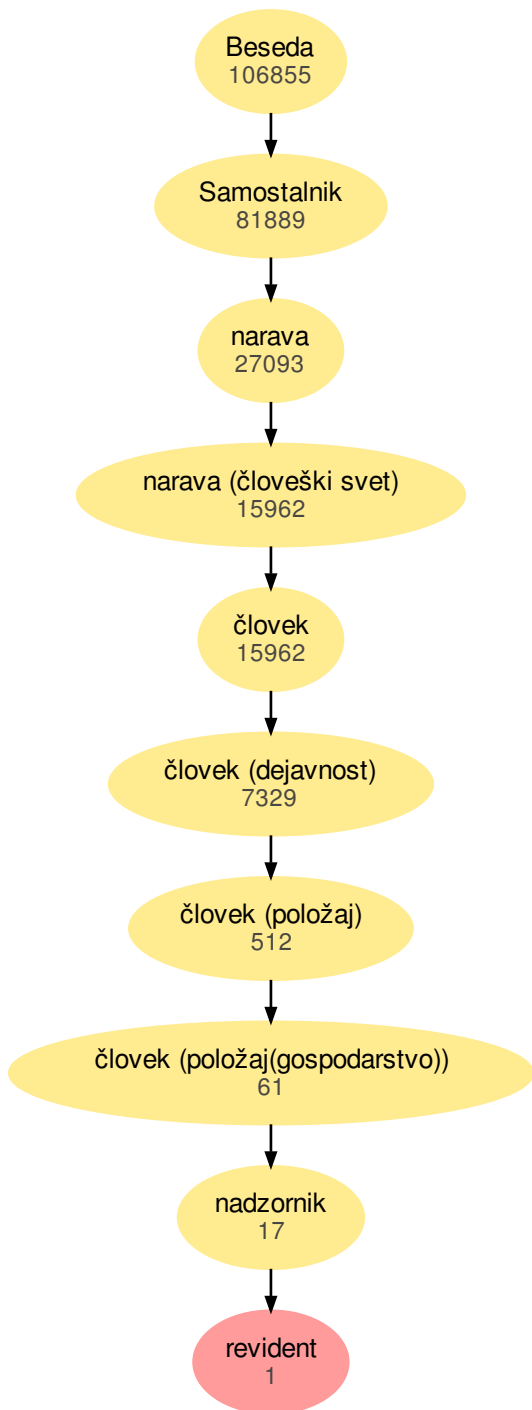 Beseda
106855
Samostalnik
81889
narava
27093
narava (človeški svet)
15962
človek
15962
človek (dejavnost)
7329
človek (položaj)
512
človek (položaj(gospodarstvo))
61
nadzornik
17
revident
1